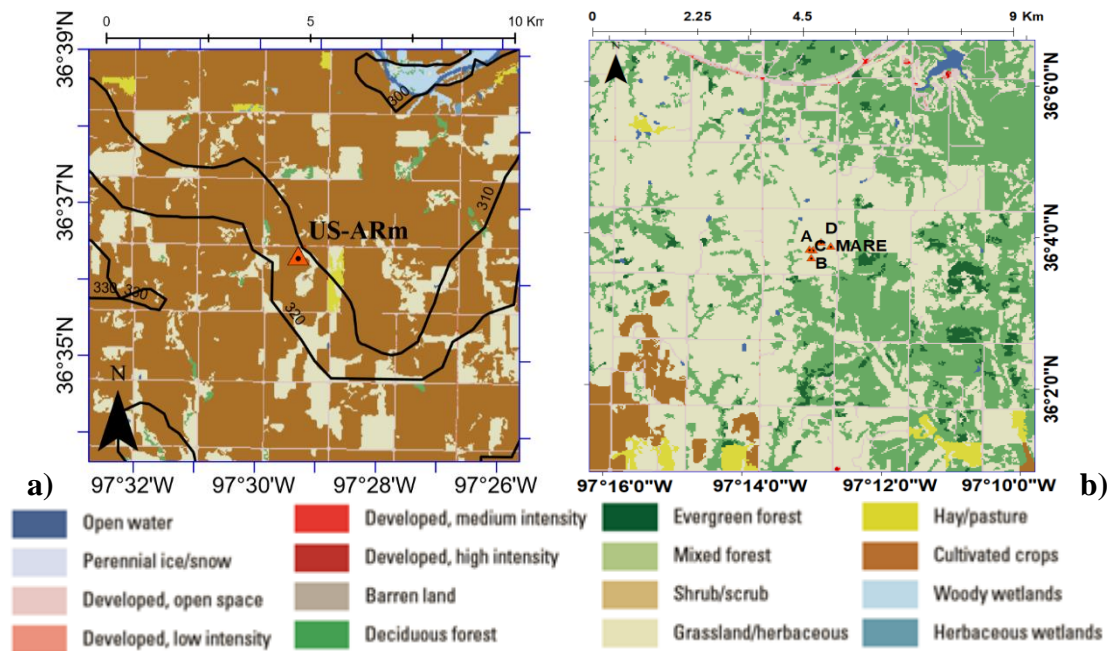 0 5 10 Km
36°39'N
36°37'N
36°35'N
300
310
US-ARm
330 330
320
N
97°32'W 97°30'W 97°28'W 97°26'W
a)
0 2.25 4.5 9 Km
N
36°6'0"N
36°4'0"N
36°2'0"N
D
A C MARE
B
97°16'0"W 97°14'0"W 97°12'0"W 97°10'0"W
b)
Open water
Perennial ice/snow
Developed, open space
Developed, low intensity
Developed, medium intensity
Developed, high intensity
Barren land
Deciduous forest
Evergreen forest
Mixed forest
Shrub/scrub
Grassland/herbaceous
Hay/pasture
Cultivated crops
Woody wetlands
Herbaceous wetlands